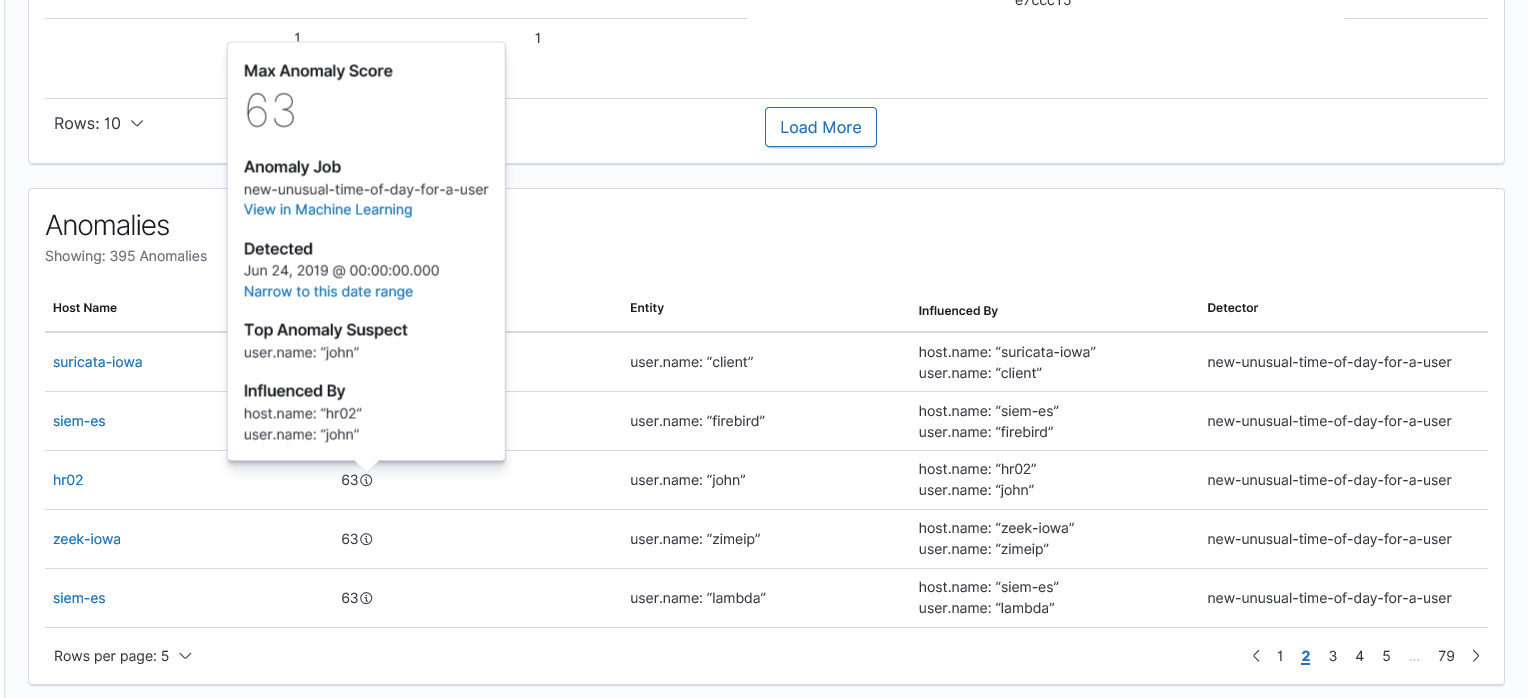 e7ccc15
1
1
Rows: 10
Load More
Max Anomaly Score
63
Anomaly Job
new-unusual-time-of-day-for-a-user
View in Machine Learning
Detected
Jun 24, 2019 @ 00:00:00.000
Narrow to this date range
Top Anomaly Suspect
user.name: “john”
Influenced By
host.name: “hr02”
user.name: “john”
Anomalies
Showing: 395 Anomalies
Host Name
Entity
Influenced By
Detector
suricata-iowa
user.name: “client”
host.name: “suricata-iowa”
user.name: “client”
new-unusual-time-of-day-for-a-user
siem-es
user.name: “firebird”
host.name: “siem-es”
user.name: “firebird”
new-unusual-time-of-day-for-a-user
hr02
63
user.name: “john”
host.name: “hr02”
user.name: “john”
new-unusual-time-of-day-for-a-user
zeek-iowa
63
user.name: “zimeip”
host.name: “zeek-iowa”
user.name: “zimeip”
new-unusual-time-of-day-for-a-user
siem-es
63
user.name: “lambda”
host.name: “siem-es”
user.name: “lambda”
new-unusual-time-of-day-for-a-user
Rows per page: 5
1 2 3 4 5 ... 79